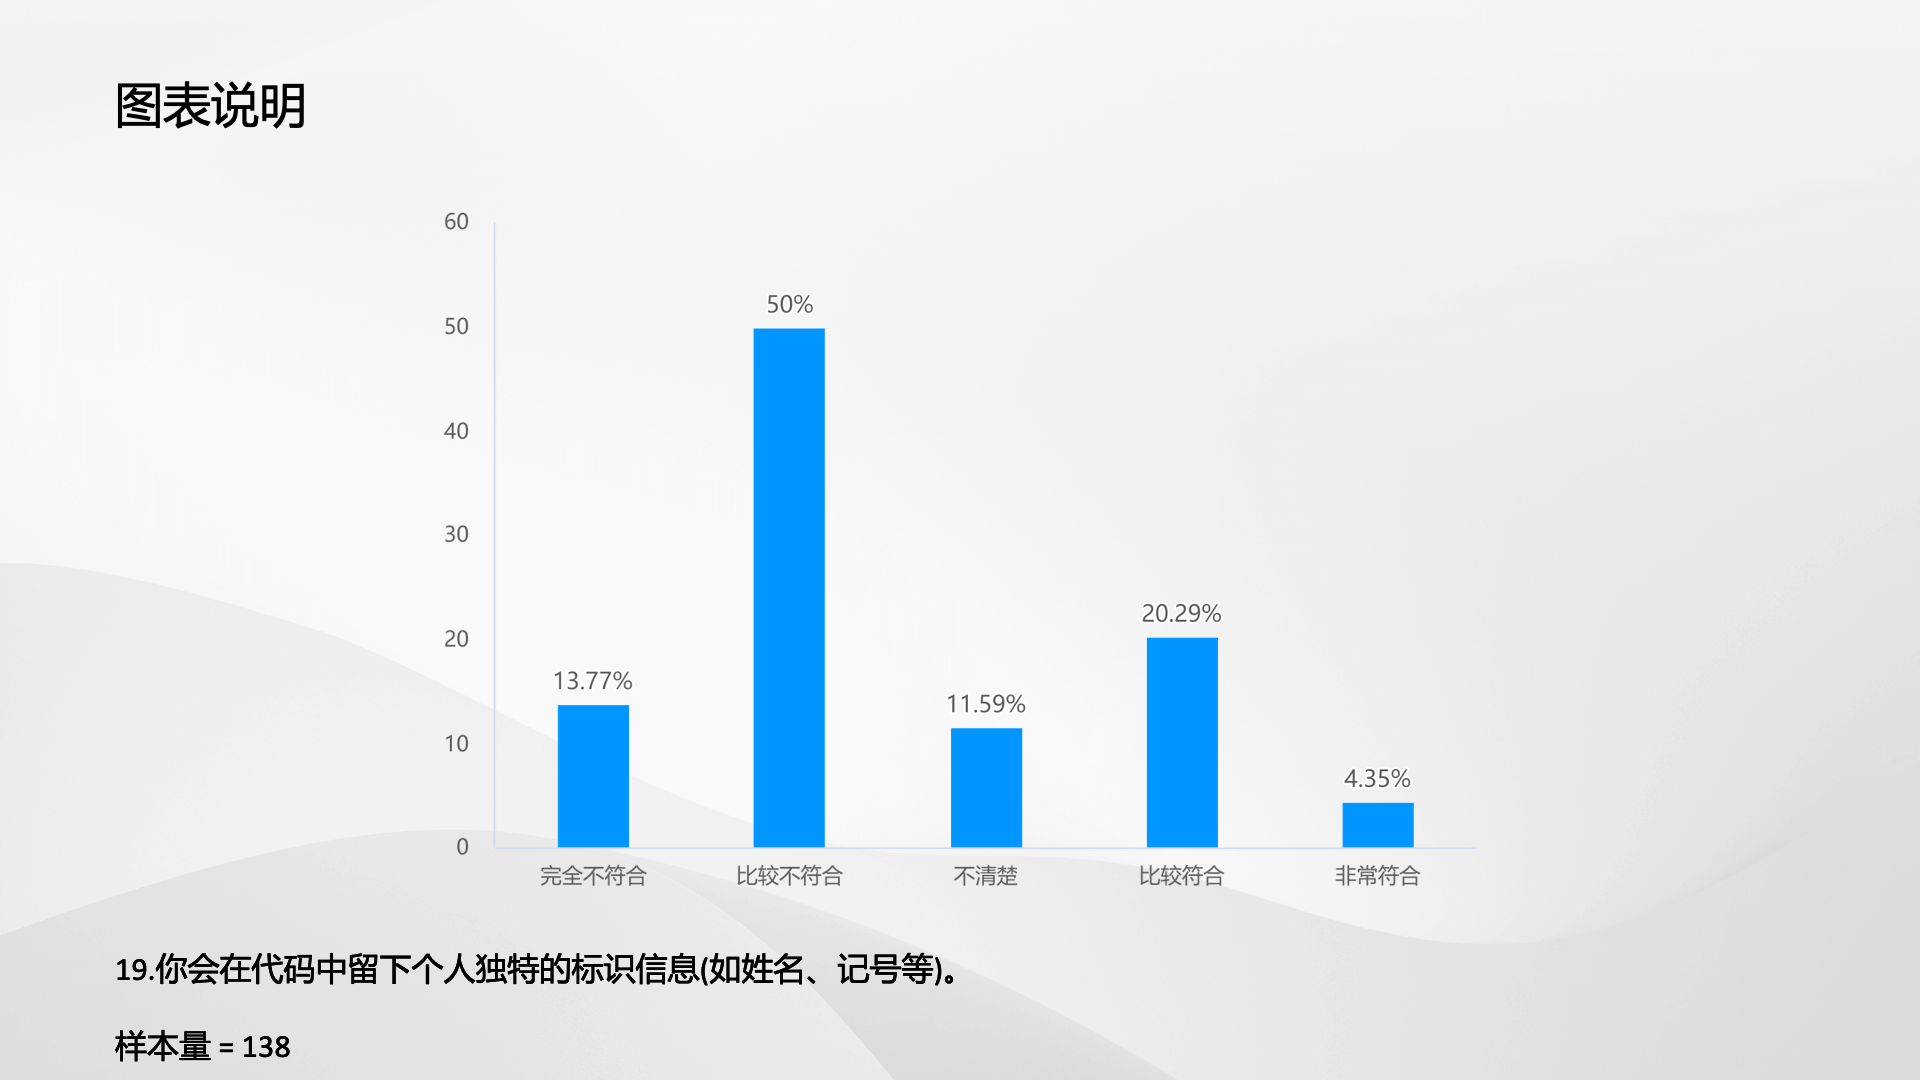 图表说明
60
50
40
30
20
10
0
13.77%
50%
11.59%
20.29%
4.35%
完全不符合
比较不符合
不清楚
比较符合
非常符合
19.你会在代码中留下个人独特的标识信息(如姓名、记号等)。
样本量 = 138